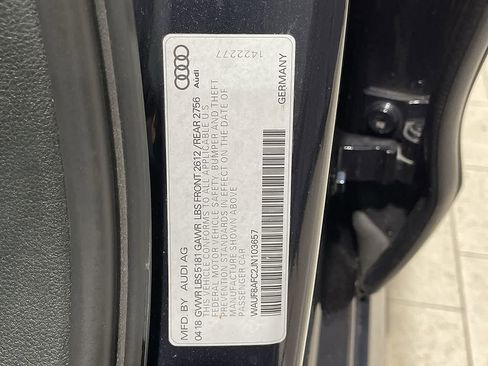 Audi
MFD. BY AUDI AG
04.18 GVWR LBS 5181 GAWR LBS FRONT 2612 / REAR 2756
THIS VEHICLE CONFORMS TO ALL APPLICABLE U.S.
FEDERAL MOTOR VEHICLE SAFETY, BUMPER AND THEFT
PREVENTION STANDARDS IN EFFECT ON THE DATE OF
MANUFACTURE SHOWN ABOVE
PASSENGER CAR
1422277
WAUF8AFC2JN103657
GERMANY